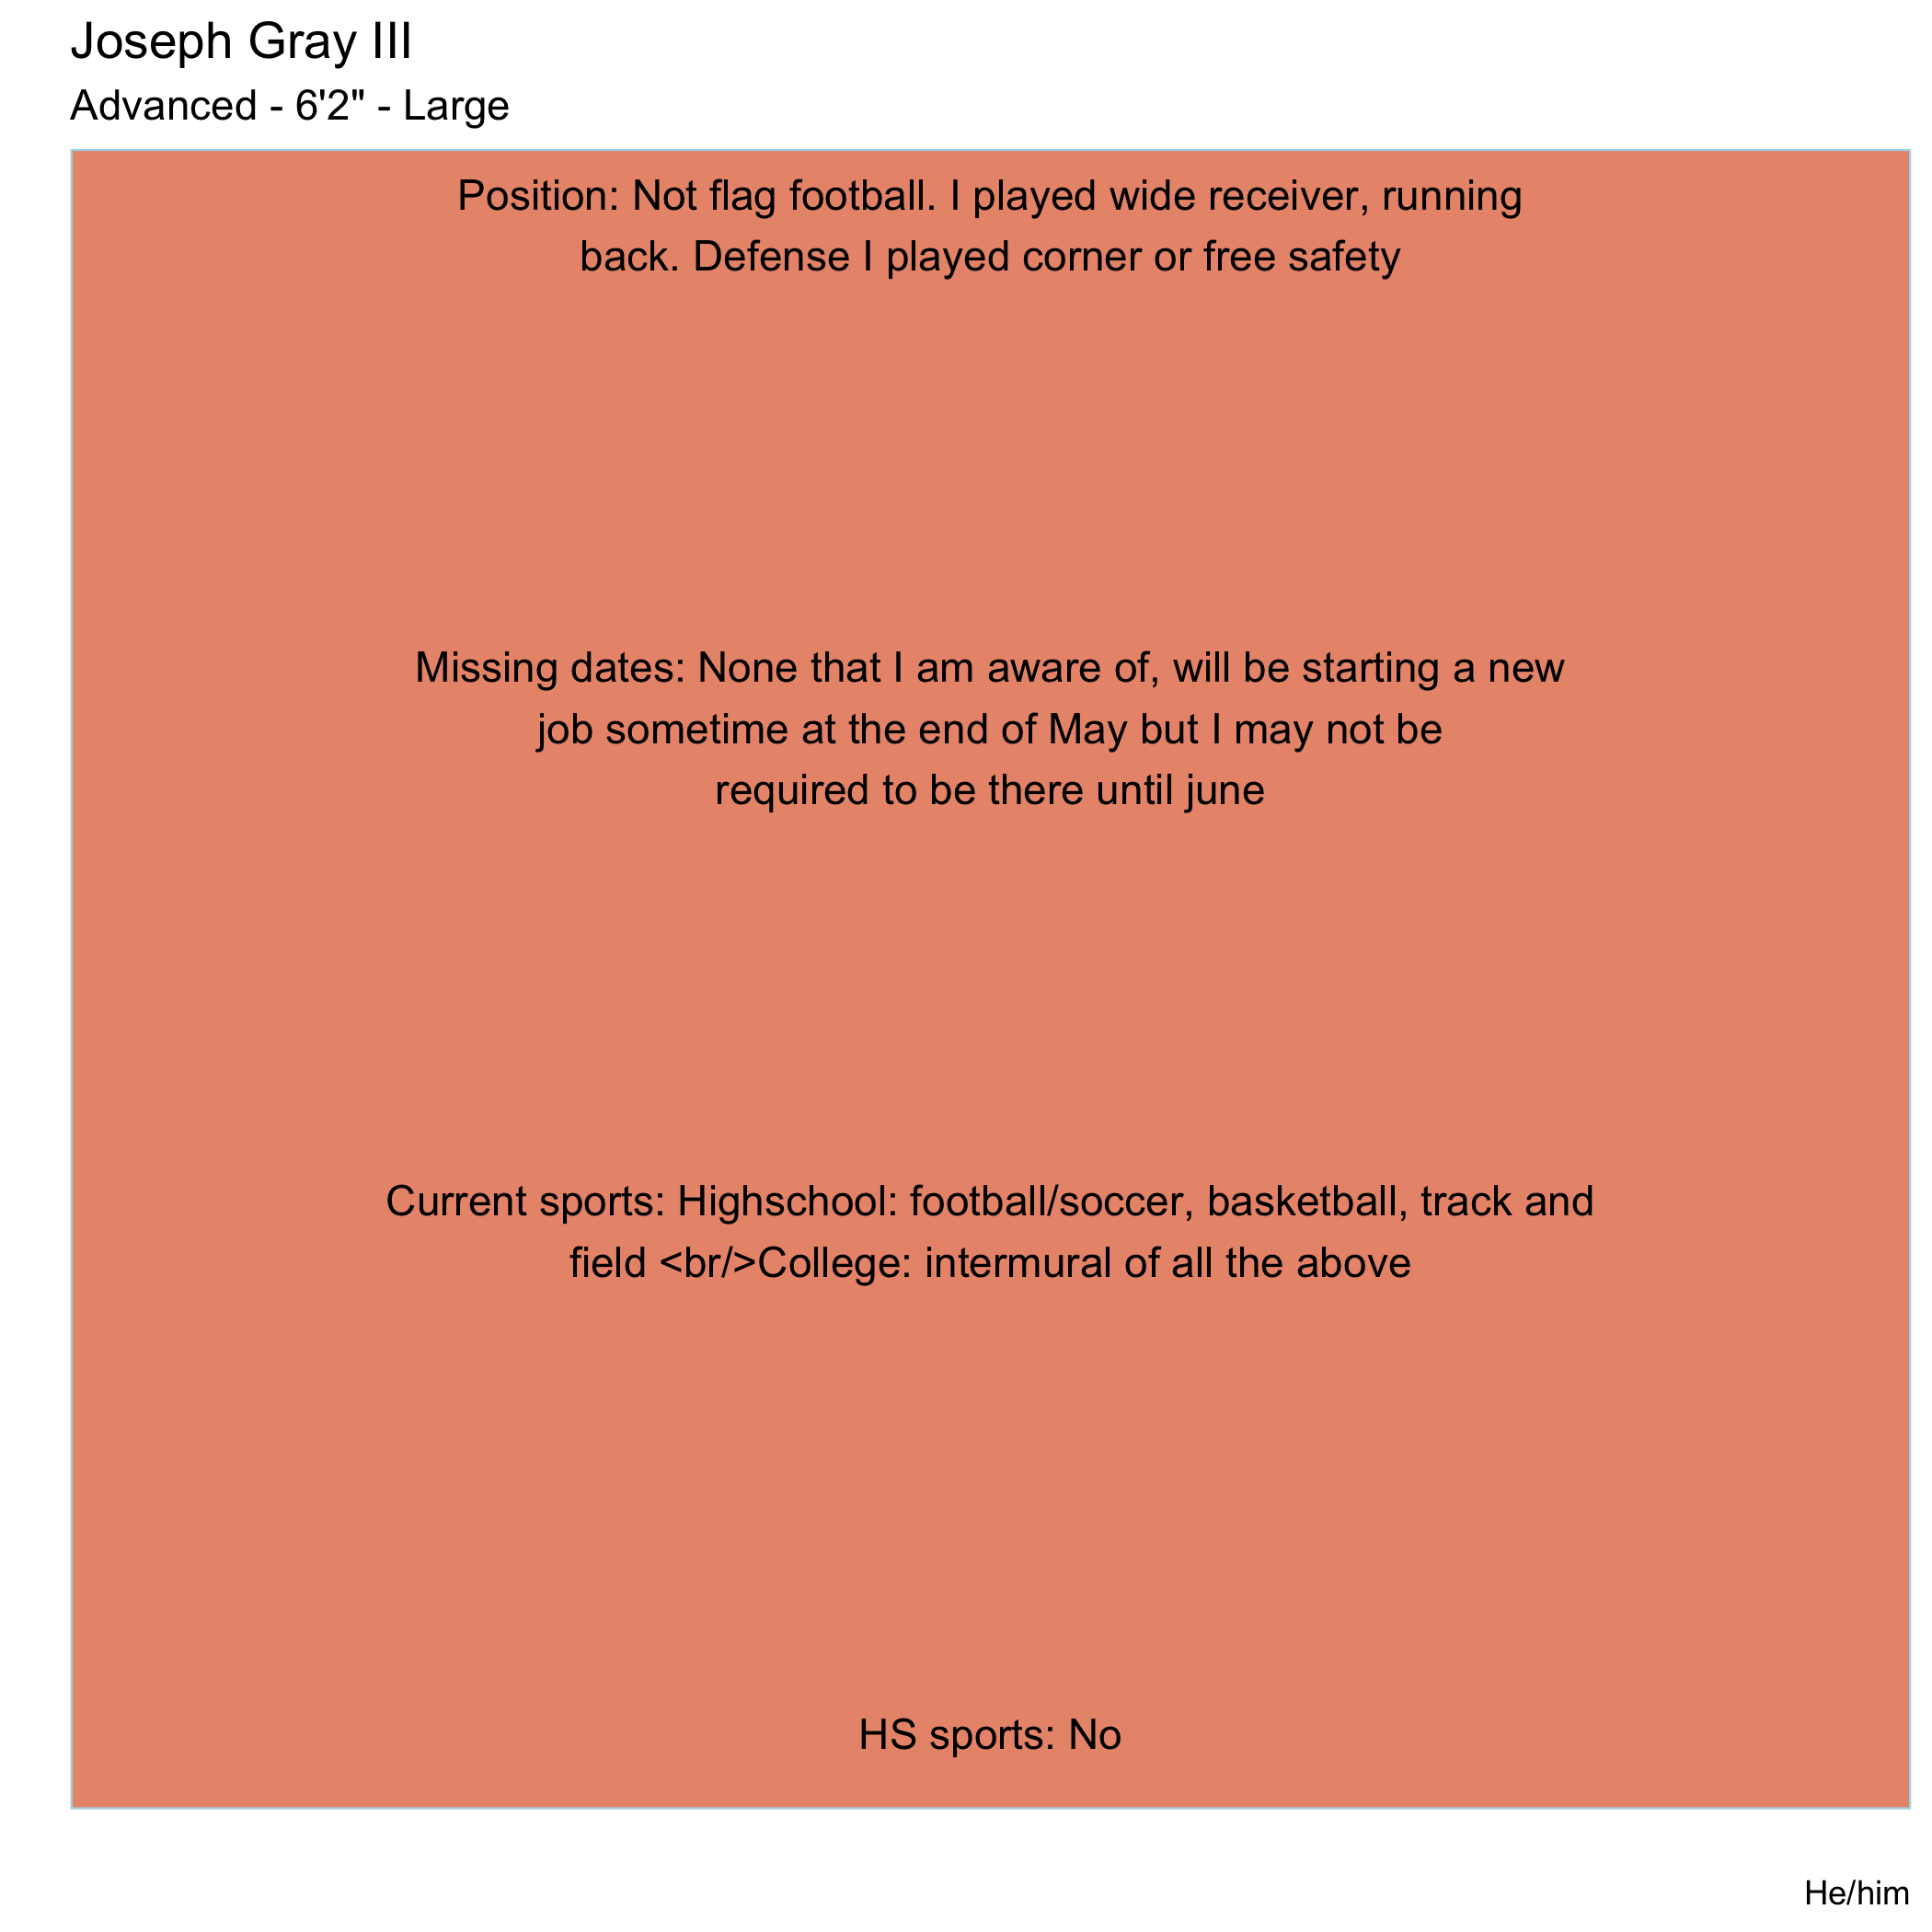 Joseph Gray III
Advanced - 6'2" - Large
Position: Not flag football. I played wide receiver, running
back. Defense I played corner or free safety
Missing dates: None that I am aware of, will be starting a new
job sometime at the end of May but I may not be
required to be there until june
Current sports: Highschool: football/soccer, basketball, track and
field <br/>College: intermural of all the above
HS sports: No
He/him